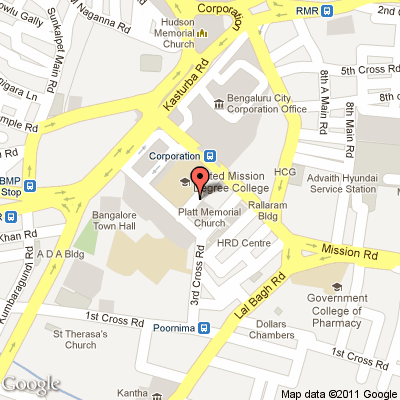 Corporation
RMR
2nd C
owlu Gally
M Naganna Rd
Sunkalpet Main Rd
Hudson
Memorial
Church
Kasturba Rd
5th Cross Rd
8th A Main Rd
8th C
8th Main Rd
igara Ln
Bengaluru City
Corporation Office
mple Rd
h Rd
Corporation
BMP
Stop
ted Mission
egree College
HCG
Advaith Hyundai
Service Station
Rallaram
Bldg
Platt Memorial
Church
R
Bangalore
Town Hall
Khan Rd
A D A Bldg
HRD Centre
Mission Rd
Kumbaragundi Rd
3rd Cross Rd
Lal Bagh Rd
Government
College of
Pharmacy
1st Cross Rd
Poornima
St Therasa's
Church
Dollars
Chambers
1st Cross Rd
Kantha
Google
Map data ©2011 Google